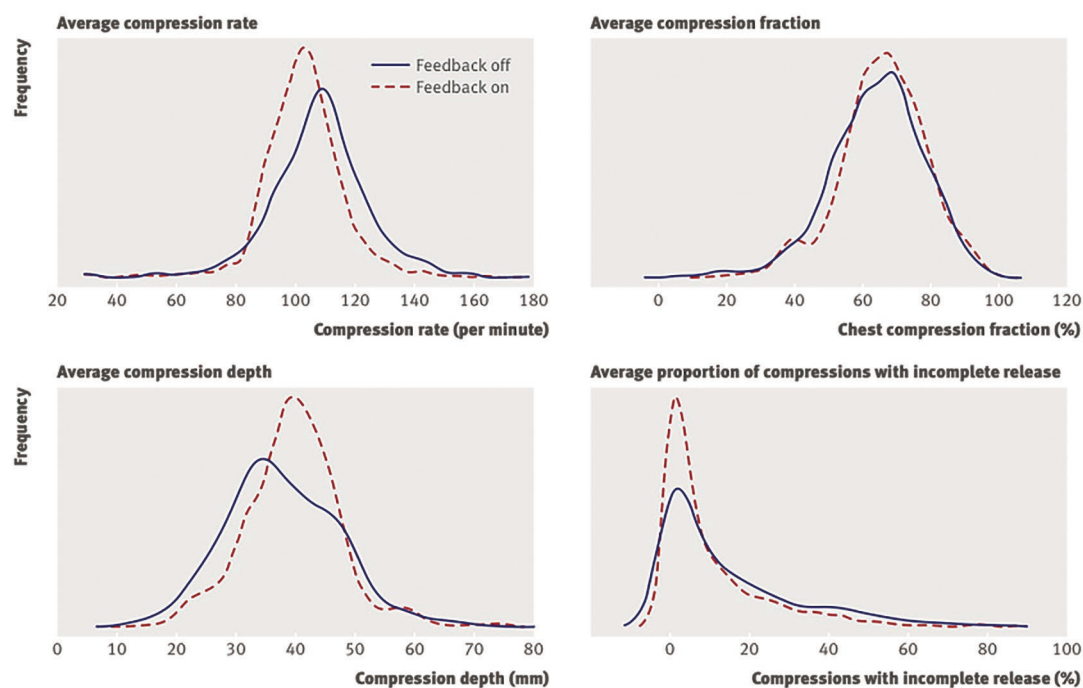 Average compression rate
Frequency
Feedback off
Feedback on
20 40 60 80 100 120 140 160 180
Compression rate (per minute)
Average compression fraction
0 20 40 60 80 100 120
Chest compression fraction (%)
Average compression depth
Frequency
0 10 20 30 40 50 60 70 80
Compression depth (mm)
Average proportion of compressions with incomplete release
0 20 40 60 80 100
Compressions with incomplete release (%)